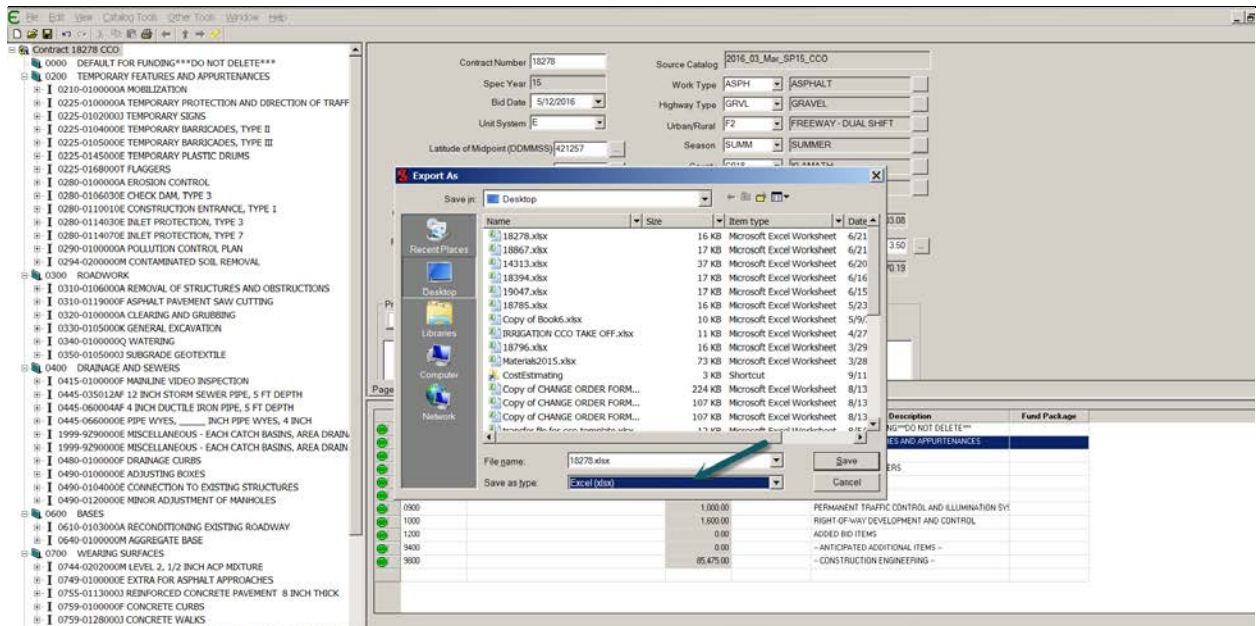 File Edit View Catalog Tools Other Tools Window Help
Contract 18278 CCO
0000 DEFAULT FOR FUNDING***DO NOT DELETE***
0200 TEMPORARY FEATURES AND APPURTENANCES
0210-0100000A MOBILIZATION
0225-0100000A TEMPORARY PROTECTION AND DIRECTION OF TRAFF
0225-0102000J TEMPORARY SIGNS
0225-0104000E TEMPORARY BARRICADES, TYPE II
0225-0105000E TEMPORARY BARRICADES, TYPE III
0225-0145000E TEMPORARY PLASTIC DRUMS
0225-0168000T FLAGGERS
0280-0100000A EROSION CONTROL
0280-0106030E CHECK DAM, TYPE 3
0280-0110010E CONSTRUCTION ENTRANCE, TYPE 1
0280-0114030E INLET PROTECTION, TYPE 3
0280-0114070E INLET PROTECTION, TYPE 7
0290-0100000A POLLUTION CONTROL PLAN
0294-0200000M CONTAMINATED SOIL REMOVAL
0300 ROADWORK
0310-0106000A REMOVAL OF STRUCTURES AND OBSTRUCTIONS
0310-0119000F ASPHALT PAVEMENT SAW CUTTING
0320-0100000A CLEARING AND GRUBBING
0330-0105000K GENERAL EXCAVATION
0340-0100000Q WATERING
0350-0105000J SUBGRADE GEOTEXTILE
0400 DRAINAGE AND SEWERS
0415-0100000F MAINLINE VIDEO INSPECTION
0445-035012AF 12 INCH STORM SEWER PIPE, 5 FT DEPTH
0445-060004AF 4 INCH DUCTILE IRON PIPE, 5 FT DEPTH
0445-0660000E PIPE WYES, _____ INCH PIPE WYES, 4 INCH
1999-9Z90000E MISCELLANEOUS - EACH CATCH BASINS, AREA DRAIN
1999-9Z90000E MISCELLANEOUS - EACH CATCH BASINS, AREA DRAIN
0480-0100000F DRAINAGE CURBS
0490-0100000E ADJUSTING BOXES
0490-0104000E CONNECTION TO EXISTING STRUCTURES
0490-0120000E MINOR ADJUSTMENT OF MANHOLES
0600 BASES
0610-0103000A RECONDITIONING EXISTING ROADWAY
0640-0100000M AGGREGATE BASE
0700 WEARING SURFACES
0744-0202000M LEVEL 2, 1/2 INCH ACP MIXTURE
0749-0100000E EXTRA FOR ASPHALT APPROACHES
0755-0113000J REINFORCED CONCRETE PAVEMENT 8 INCH THICK
0759-0100000F CONCRETE CURBS
0759-0128000J CONCRETE WALKS
Contract Number 18278 Source Catalog 2016_03_Mar_SP15_CCO
Spec Year 15 Work Type ASPH ASPHALT
Bid Date 5/12/2016 Highway Type GRVL GRAVEL
Unit System E Urban/Rural F2 FREEWAY - DUAL SHIFT
Latitude of Midpoint (DDMMSS) 421257 Season SUMM SUMMER
3.50
Page
Export As
Save in: Desktop
Name Size Item type Date
18278.xlsx 16 KB Microsoft Excel Worksheet 6/21
18867.xlsx 17 KB Microsoft Excel Worksheet 6/21
14313.xlsx 37 KB Microsoft Excel Worksheet 6/20
18394.xlsx 17 KB Microsoft Excel Worksheet 6/16
19047.xlsx 17 KB Microsoft Excel Worksheet 6/15
18785.xlsx 16 KB Microsoft Excel Worksheet 5/23
Copy of Book6.xlsx 10 KB Microsoft Excel Worksheet 5/9/
IRRIGATION CCO TAKE OFF.xlsx 11 KB Microsoft Excel Worksheet 4/27
18796.xlsx 16 KB Microsoft Excel Worksheet 3/29
Materials2015.xlsx 73 KB Microsoft Excel Worksheet 3/28
CostEstimating 3 KB Shortcut 9/11
Copy of CHANGE ORDER FORM... 224 KB Microsoft Excel Worksheet 8/13
Copy of CHANGE ORDER FORM... 107 KB Microsoft Excel Worksheet 8/13
Copy of CHANGE ORDER FORM... 107 KB Microsoft Excel Worksheet 8/13
Recent Places
Desktop
Libraries
Computer
Network
File name: 18278.xlsx Save
Save as type: Excel (xlsx) Cancel
Description Fund Package
NG***DO NOT DELETE***
RES AND APPURTENANCES
ERS
0900 1,000.00 PERMANENT TRAFFIC CONTROL AND ILLUMINATION SYS
1000 1,600.00 RIGHT-OF-WAY DEVELOPMENT AND CONTROL
1200 0.00 ADDED BID ITEMS
9400 0.00 -- ANTICIPATED ADDITIONAL ITEMS --
9800 85,475.00 -- CONSTRUCTION ENGINEERING --